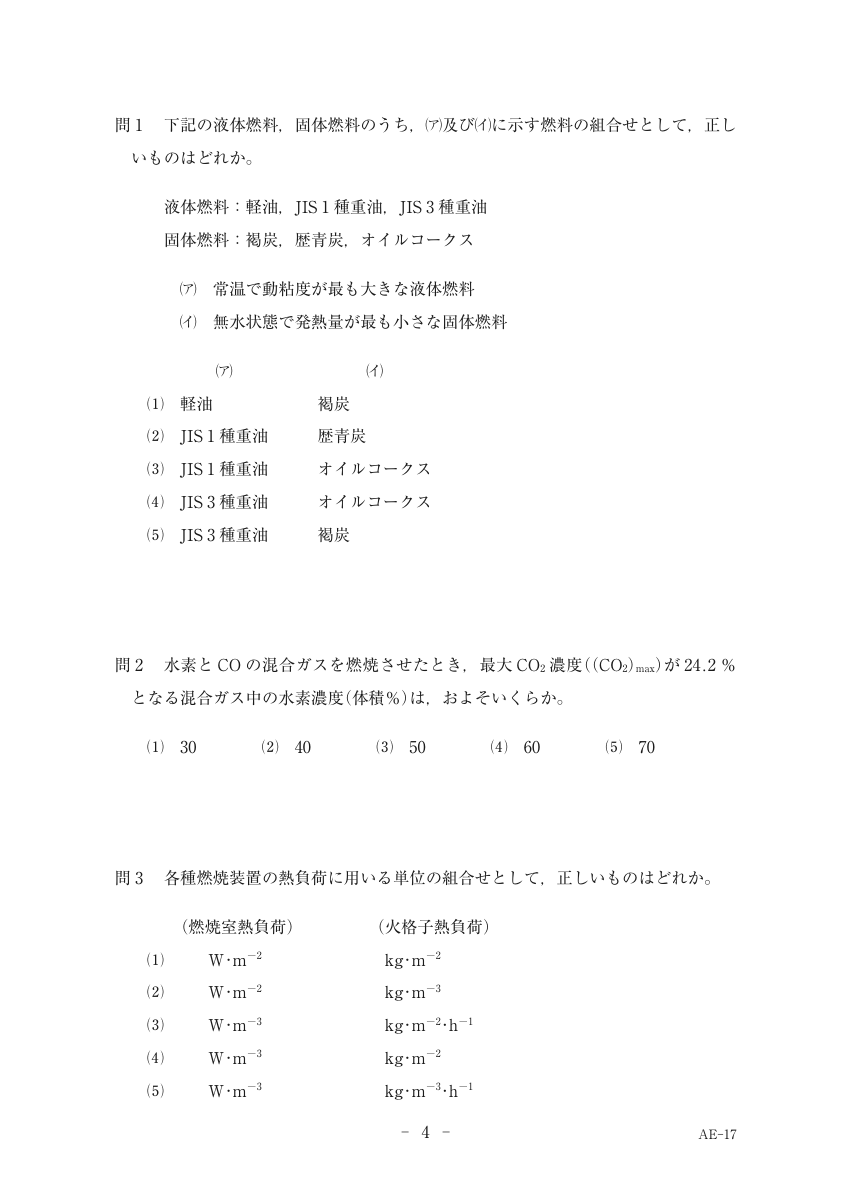 問1 下記の液体燃料，固体燃料のうち，㋐及び㋑に示す燃料の組合せとして，正し
いものはどれか。
液体燃料：軽油，JIS 1 種重油，JIS 3 種重油
固体燃料：褐炭，歴青炭，オイルコークス
(ア) 常温で動粘度が最も大きな液体燃料
(イ) 無水状態で発熱量が最も小さな固体燃料
(ア) (イ)
(1) 軽油 褐炭
(2) JIS 1 種重油 歴青炭
(3) JIS 1 種重油 オイルコークス
(4) JIS 3 種重油 オイルコークス
(5) JIS 3 種重油 褐炭
問2 水素と CO の混合ガスを燃焼させたとき，最大 CO₂ 濃度((CO₂)max)が 24.2 %
となる混合ガス中の水素濃度(体積%)は，およそいくらか。
(1) 30 (2) 40 (3) 50 (4) 60 (5) 70
問3 各種燃焼装置の熱負荷に用いる単位の組合せとして，正しいものはどれか。
(燃焼室熱負荷) (火格子熱負荷)
(1) W·m⁻² kg·m⁻²
(2) W·m⁻² kg·m⁻³
(3) W·m⁻³ kg·m⁻²·h⁻¹
(4) W·m⁻³ kg·m⁻²
(5) W·m⁻³ kg·m⁻³·h⁻¹
- 4 -
AE-17